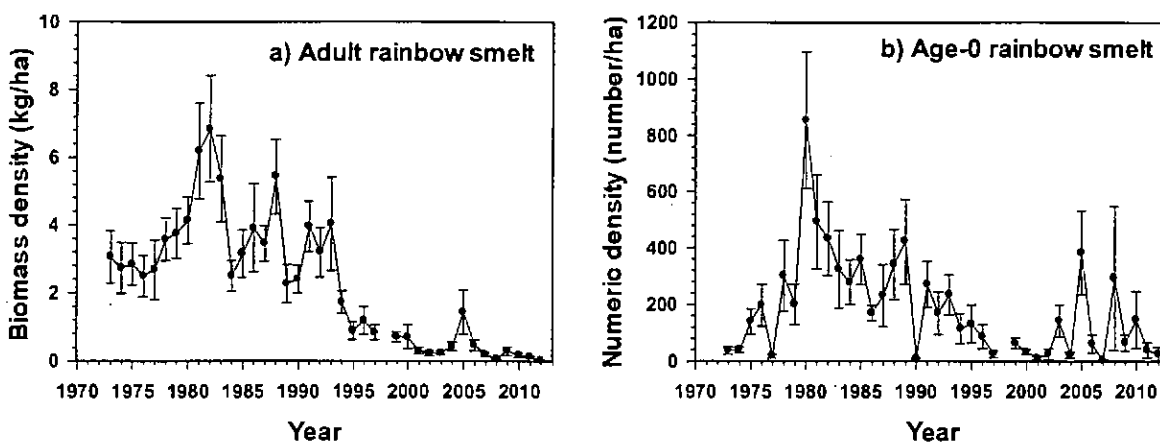 a) Adult rainbow smelt
Biomass density (kg/ha)
10
8
6
4
2
0
1970 1975 1980 1985 1990 1995 2000 2005 2010
Year
b) Age-0 rainbow smelt
Numeric density (number/ha)
1200
1000
800
600
400
200
0
1970 1975 1980 1985 1990 1995 2000 2005 2010
Year